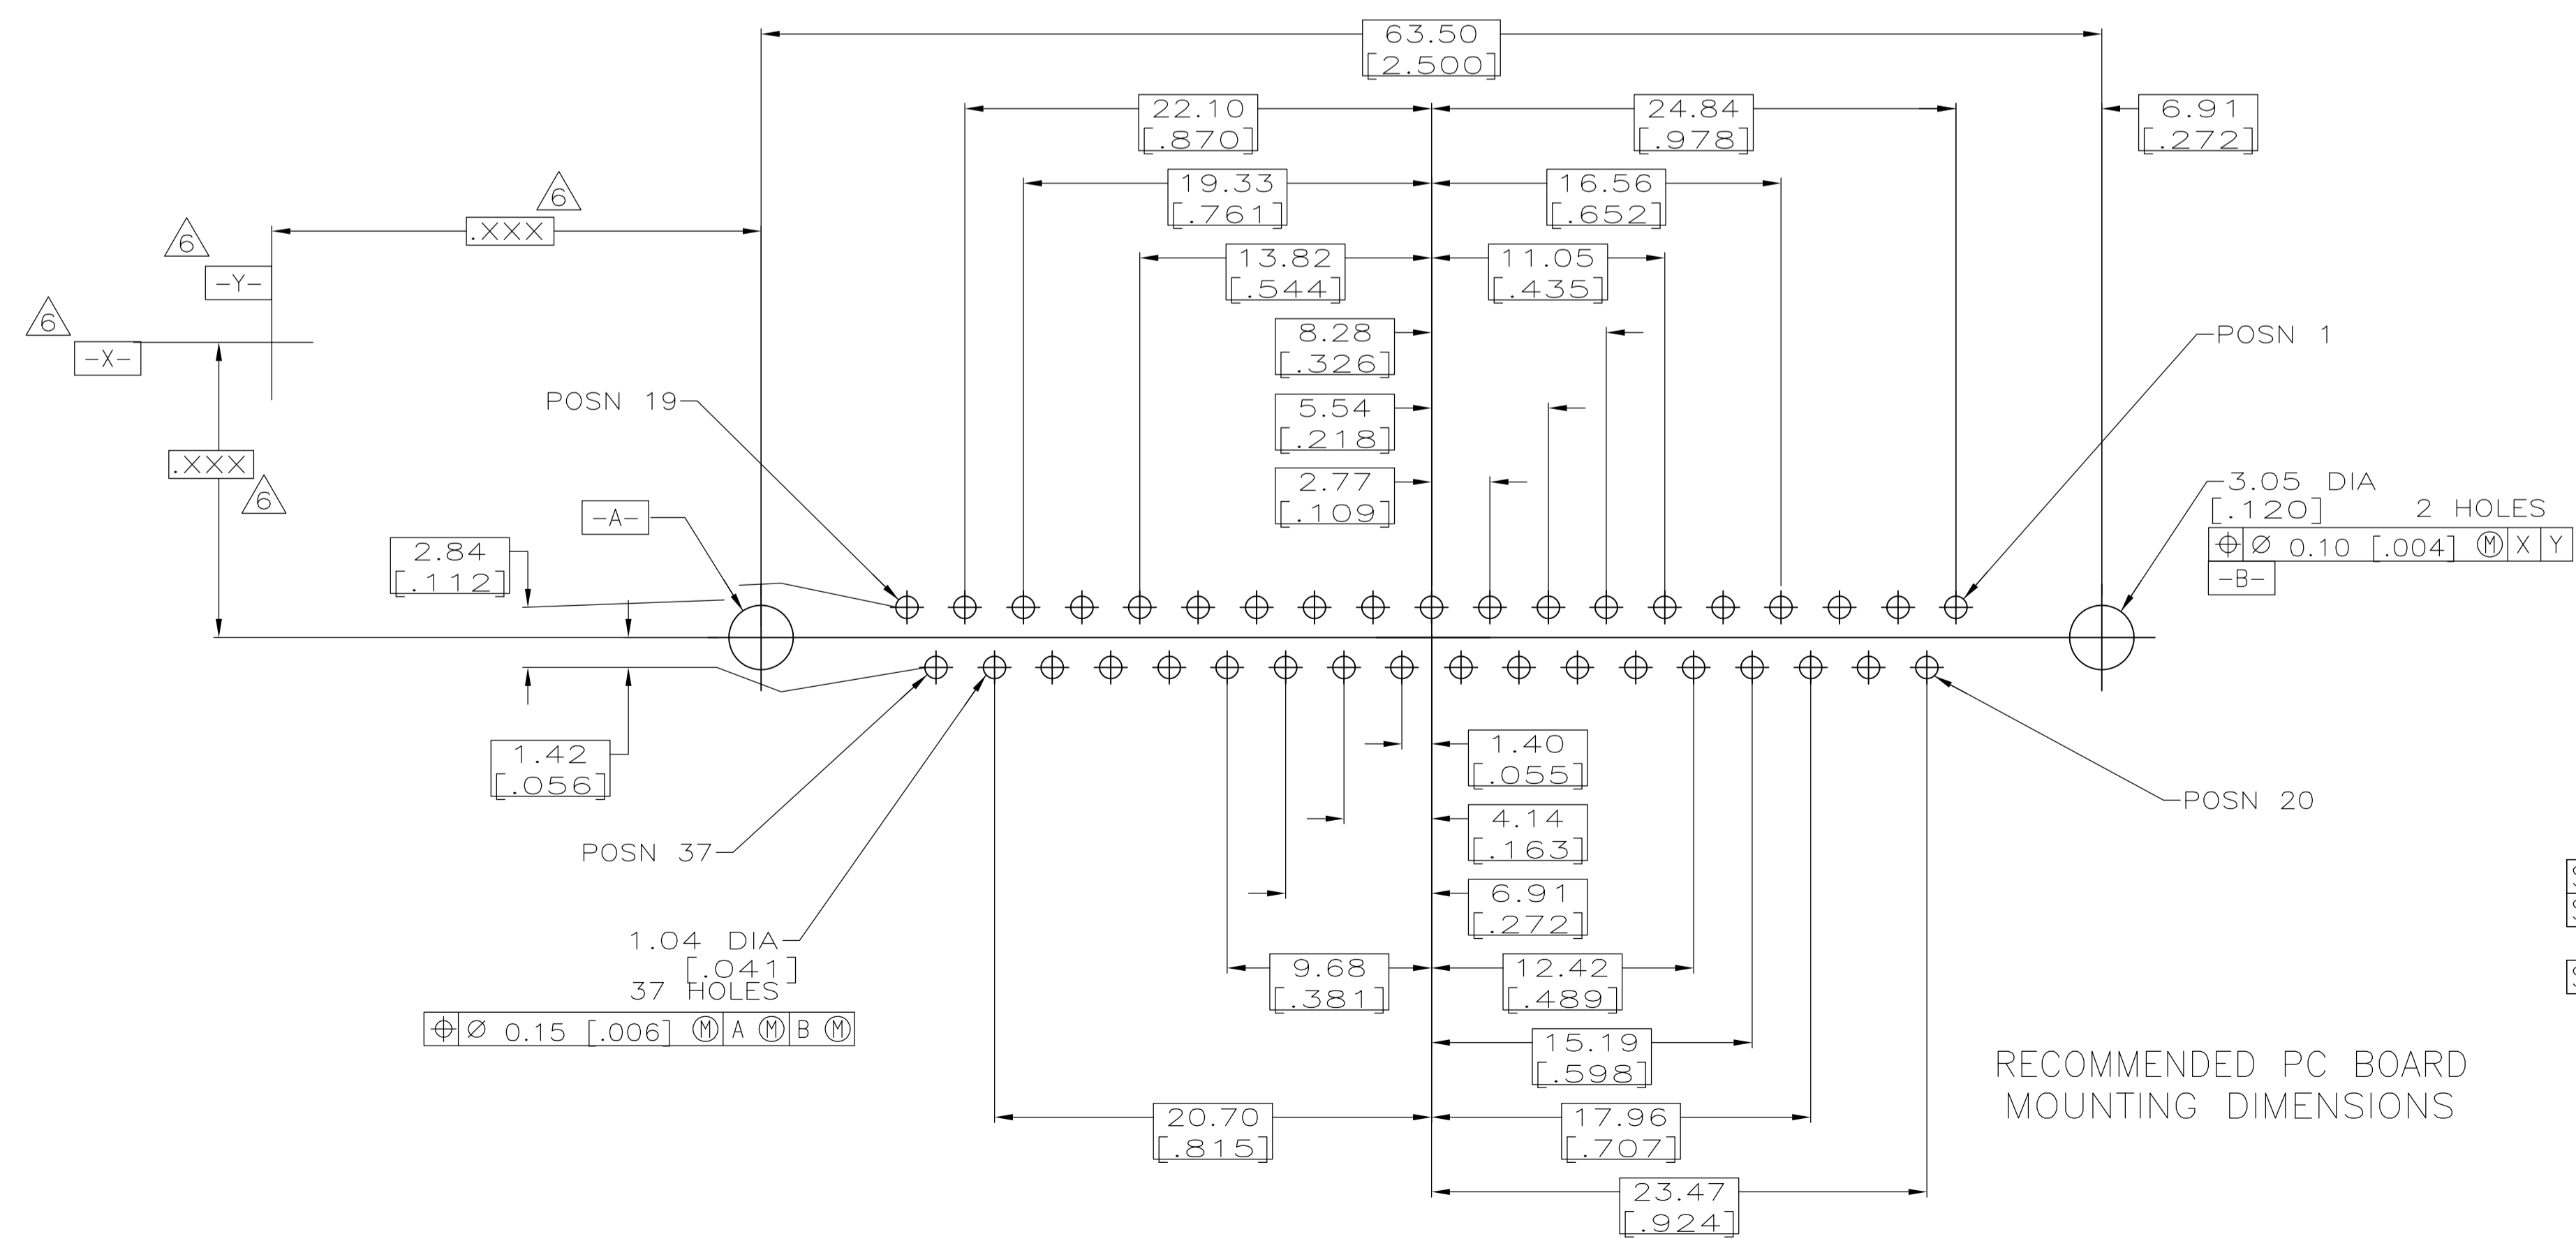 63.50
[2.500]
22.10
[.870]
24.84
[.978]
6.91
[.272]
19.33
[.761]
16.56
[.652]
6
.XXX
6
-Y-
13.82
[.544]
11.05
[.435]
6
-X-
8.28
[.326]
POSN 1
5.54
[.218]
POSN 19
.XXX
6
2.77
[.109]
3.05 DIA
[.120] 2 HOLES
⌖ ⌀ 0.10 [.004] Ⓜ X Y
-B-
-A-
2.84
[.112]
1.42
[.056]
1.40
[.055]
POSN 20
4.14
[.163]
POSN 37
6.91
[.272]
1.04 DIA
[.041]
37 HOLES
⌖ ⌀ 0.15 [.006] Ⓜ A Ⓜ B Ⓜ
9.68
[.381]
12.42
[.489]
15.19
[.598]
20.70
[.815]
17.96
[.707]
23.47
[.924]
RECOMMENDED PC BOARD
MOUNTING DIMENSIONS